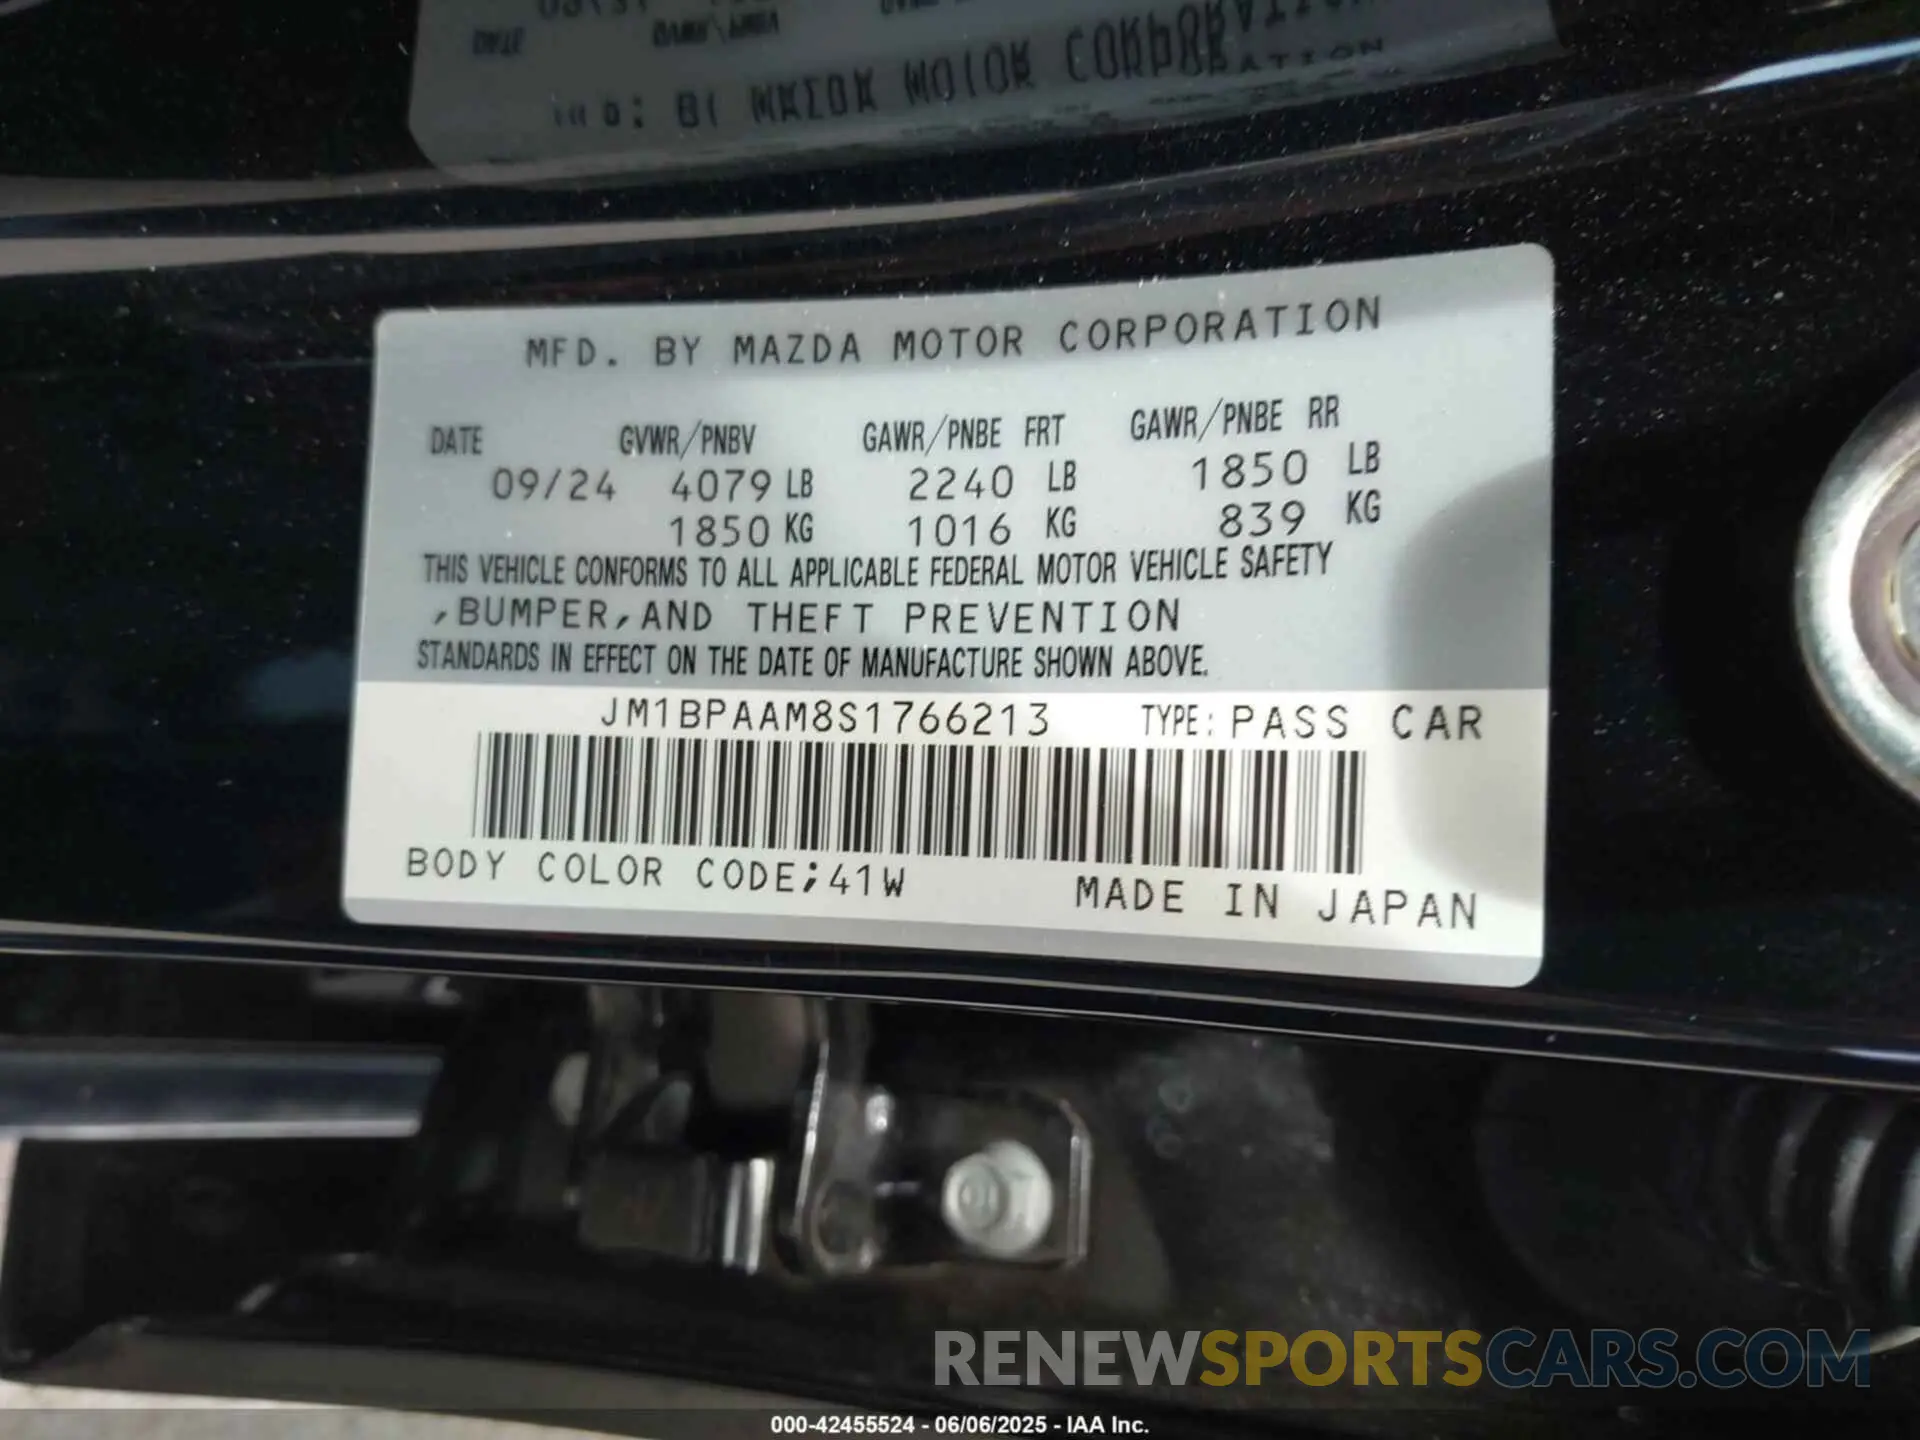 MFD. BY MAZDA MOTOR CORPORATION
DATE GVWR/PNBV GAWR/PNBE FRT GAWR/PNBE RR
09/24 4079 LB 2240 LB 1850 LB
1850 KG 1016 KG 839 KG
THIS VEHICLE CONFORMS TO ALL APPLICABLE FEDERAL MOTOR VEHICLE SAFETY
,BUMPER,AND THEFT PREVENTION
STANDARDS IN EFFECT ON THE DATE OF MANUFACTURE SHOWN ABOVE.
JM1BPAAM8S1766213 TYPE: PASS CAR
BODY COLOR CODE;41W MADE IN JAPAN
RENEWSPORTSCARS.COM
000-42455524 - 06/06/2025 - IAA Inc.